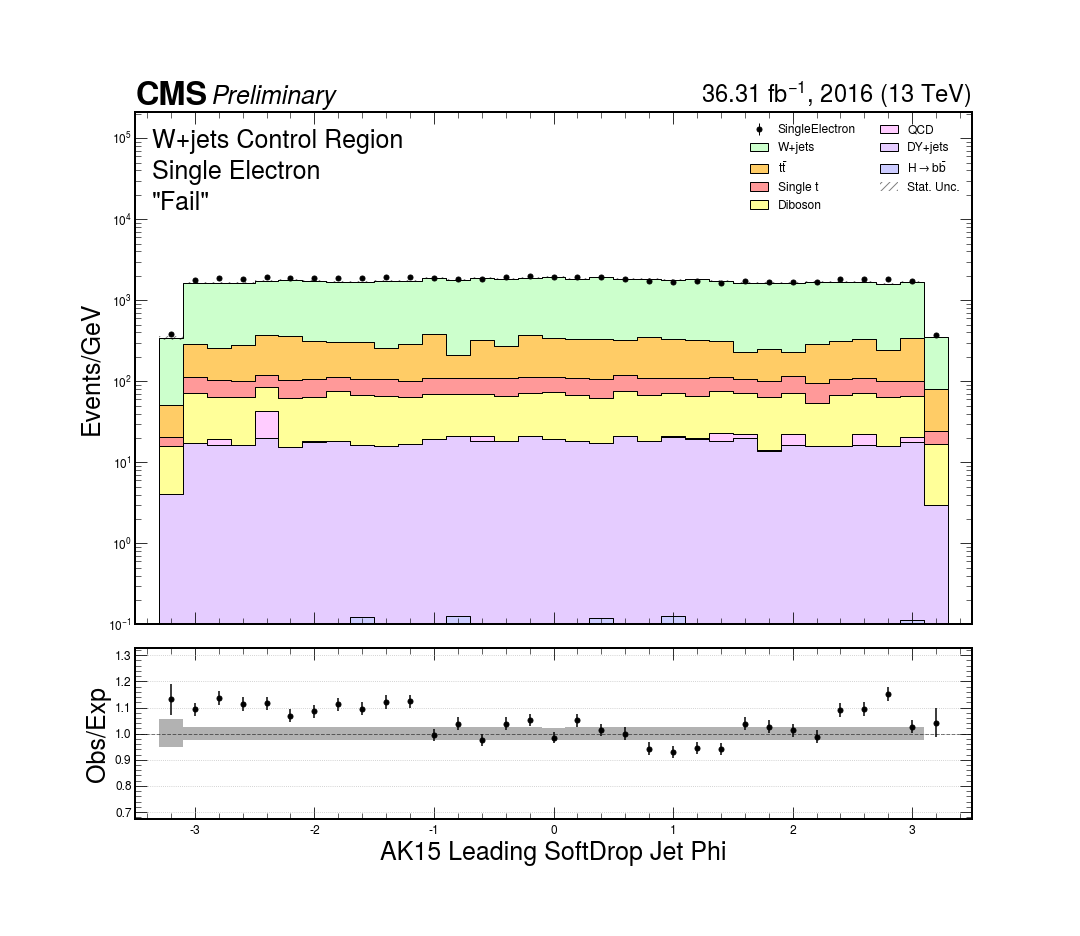 CMS Preliminary
36.31 fb⁻¹, 2016 (13 TeV)
W+jets Control Region
Single Electron
"Fail"
SingleElectron
W+jets
tt̄
Single t
Diboson
QCD
DY+jets
H→bb̄
Stat. Unc.
Events/GeV
10⁵
10⁴
10³
10²
10¹
10⁰
10⁻¹
Obs/Exp
1.3
1.2
1.1
1.0
0.9
0.8
0.7
-3 -2 -1 0 1 2 3
AK15 Leading SoftDrop Jet Phi